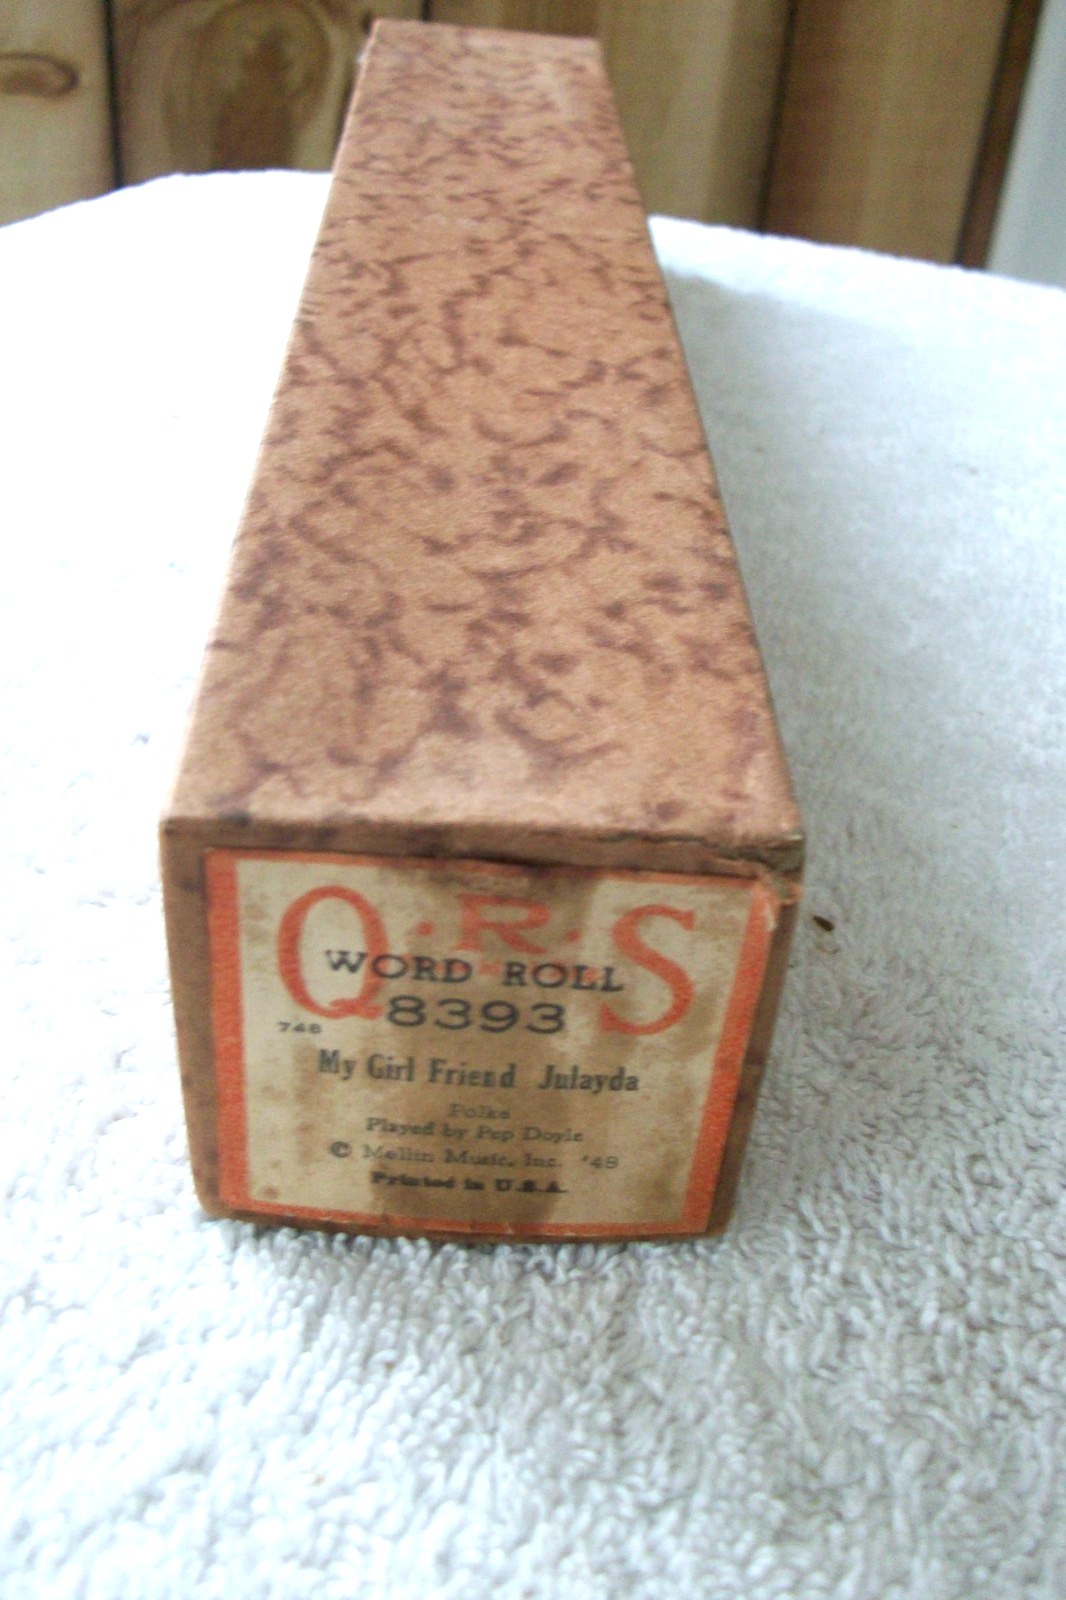 Q·R·S
WORD ROLL
8393
748
My Girl Friend Julayda
Polka
Played by Pep Doyle
© Mellin Music, Inc. '48
Printed in U.S.A.